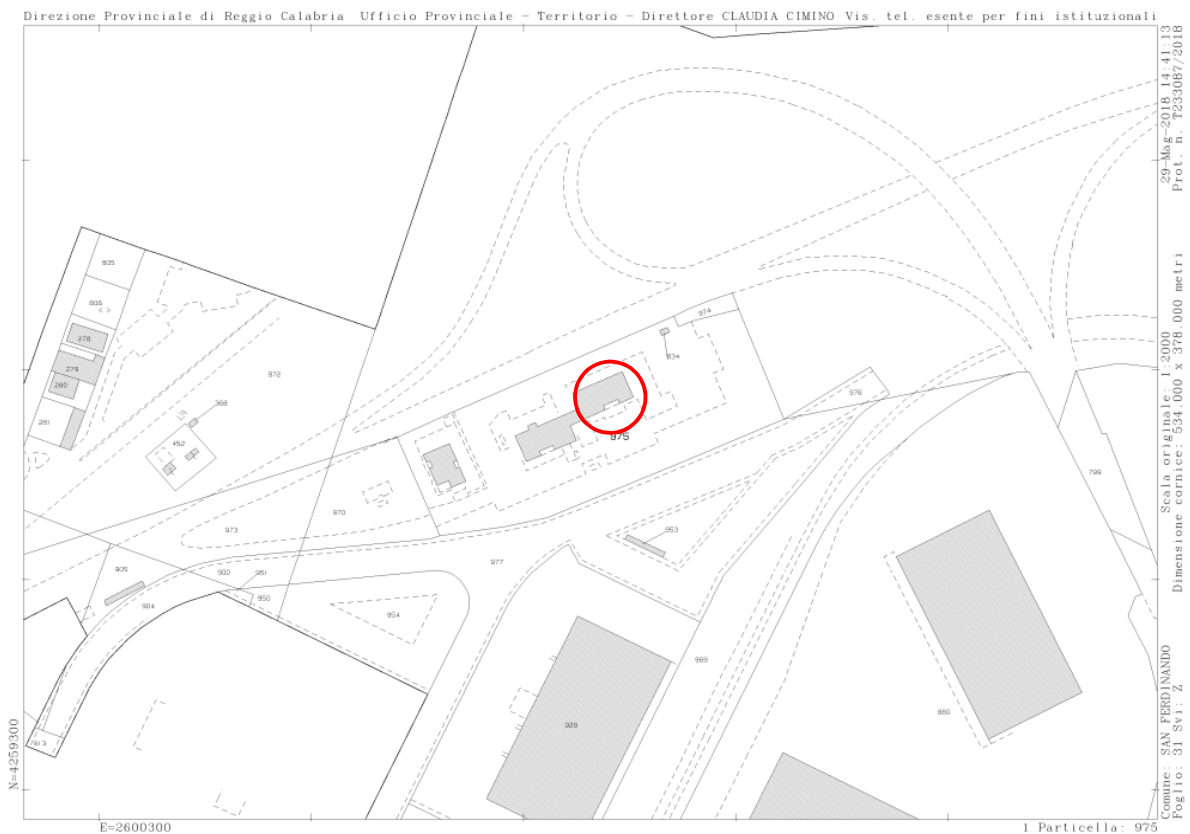 Direzione Provinciale di Reggio Calabria Ufficio Provinciale - Territorio - Direttore CLAUDIA CIMINO Vis. tel. esente per fini istituzionali
29-Mag-2018 14:41:13
Prot. n. T233087/2018
Scala originale: 1:2000
Dimensione cornice: 534.000 x 378.000 metri
Comune: SAN FERDINANDO
Foglio: 31 Svi: Z
1 Particella: 975
N=4259300
E=2600300
805
806
278
279
280
281
972
368
452
974
934
975
976
970
973
953
977
905
900
951
950
904
954
799
969
928
880
913